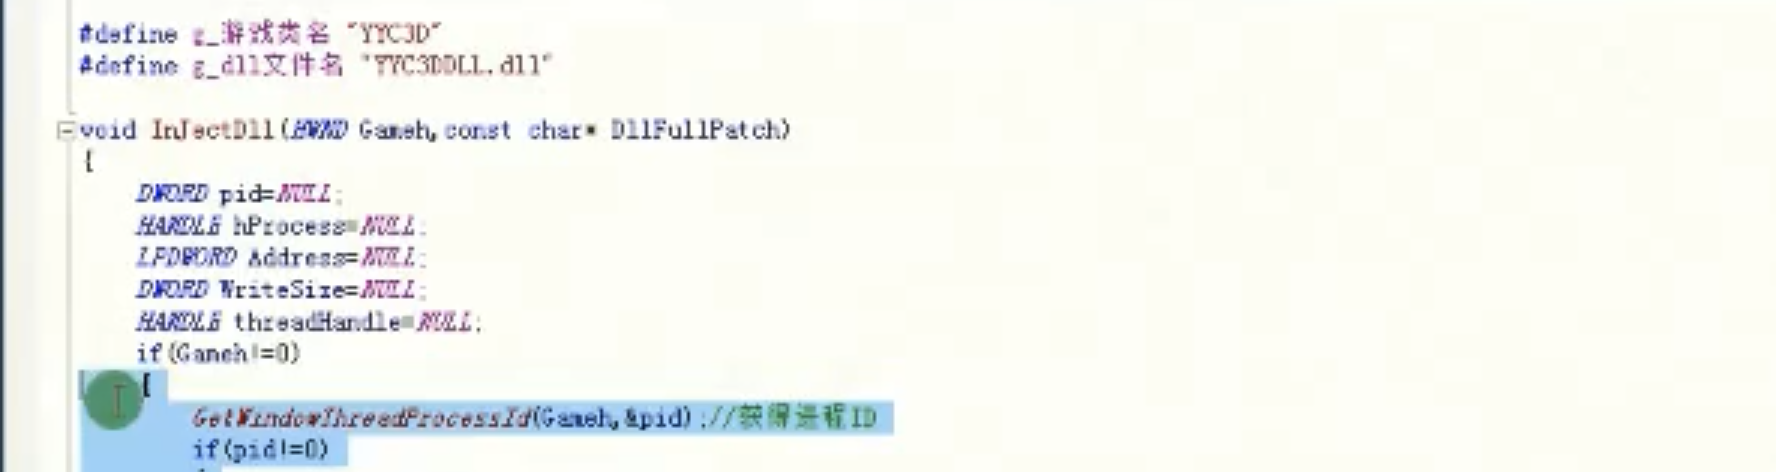 #define g_游戏类名 "YYC3D"
#define g_dll文件名 "YYC3DDLL.dll"
void InJectDll(HWND Gameh,const char* DllFullPatch)
{
DWORD pid=NULL;
HANDLE hProcess=NULL;
LPDWORD Address=NULL;
DWORD WriteSize=NULL;
HANDLE threadHandle=NULL;
if(Gameh!=0)
{
GetWindowThreadProcessId(Gameh,&pid);//获得进程ID
if(pid!=0)